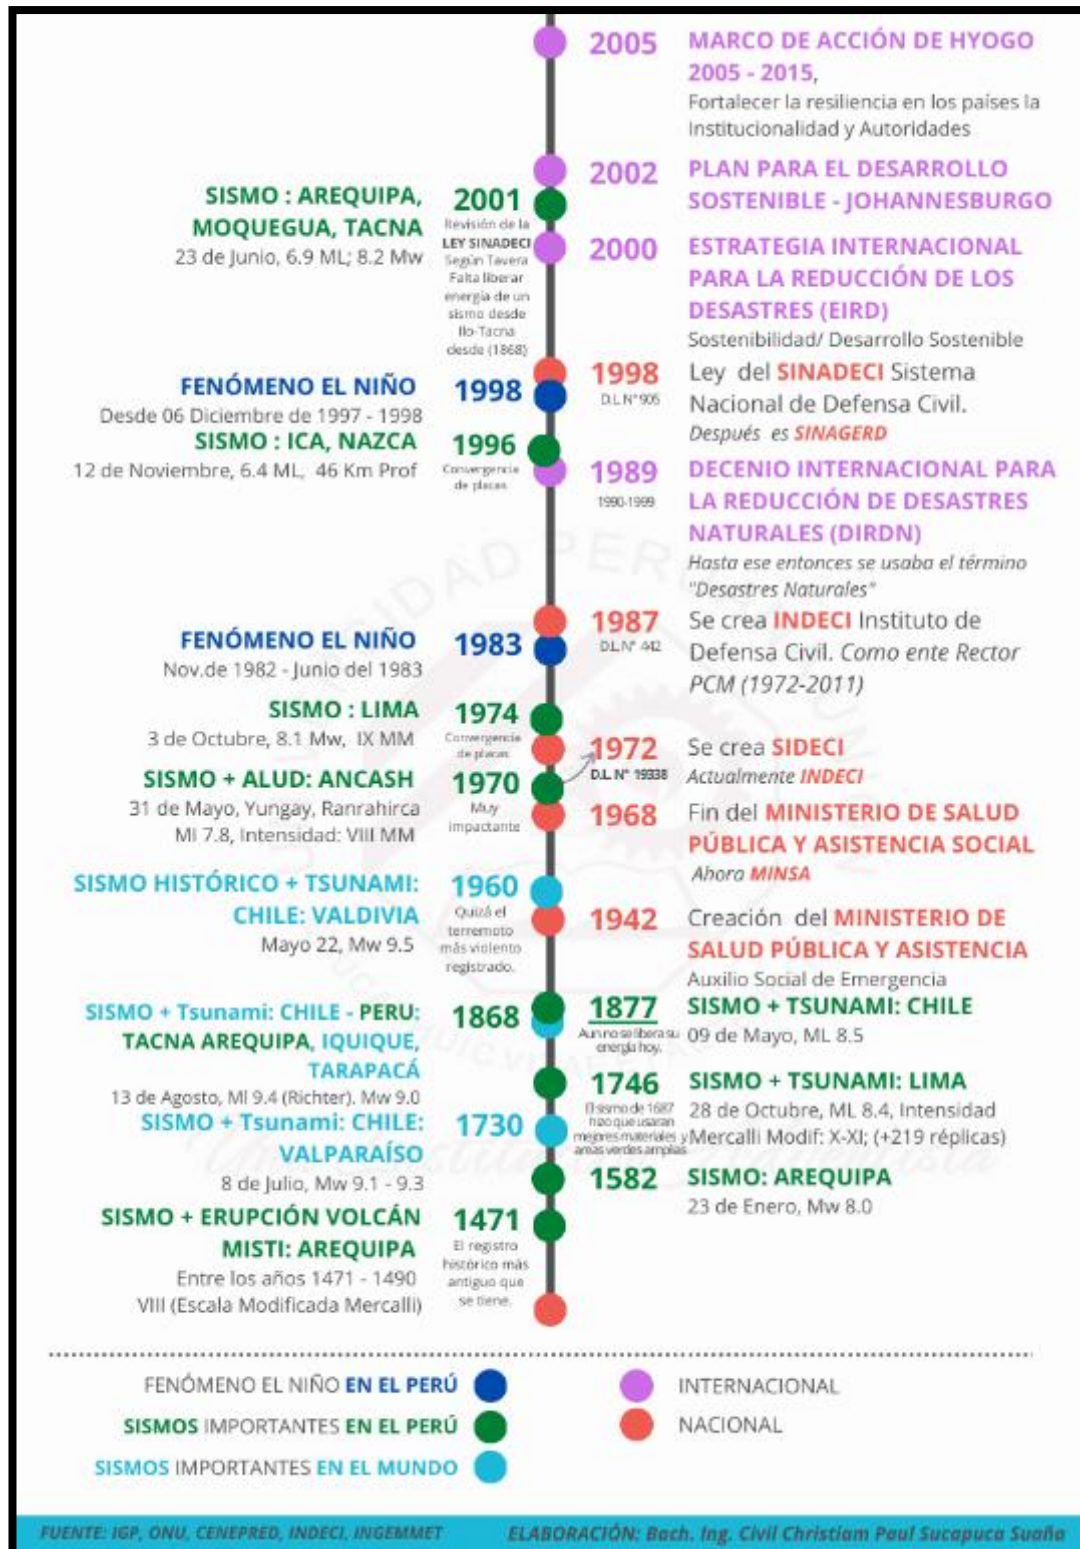 2005
MARCO DE ACCIÓN DE HYOGO
2005 - 2015,
Fortalecer la resiliencia en los países la
Institucionalidad y Autoridades
2002
PLAN PARA EL DESARROLLO
SOSTENIBLE - JOHANNESBURGO
SISMO : AREQUIPA,
MOQUEGUA, TACNA
23 de Junio, 6.9 ML; 8.2 Mw
2001
Revisión de la
LEY SINADECI
Según Tavera
Falta liberar
energía de un
sismo desde
Ilo-Tacna
desde (1868)
2000
ESTRATEGIA INTERNACIONAL
PARA LA REDUCCIÓN DE LOS
DESASTRES (EIRD)
Sostenibilidad/ Desarrollo Sostenible
1998
D.L N° 905
Ley del SINADECI Sistema
Nacional de Defensa Civil.
Después es SINAGERD
FENÓMENO EL NIÑO
Desde 06 Diciembre de 1997 - 1998
1998
SISMO : ICA, NAZCA
12 de Noviembre, 6.4 ML, 46 Km Prof
1996
Convergencia
de placas
1989
1990-1999
DECENIO INTERNACIONAL PARA
LA REDUCCIÓN DE DESASTRES
NATURALES (DIRDN)
Hasta ese entonces se usaba el término
"Desastres Naturales"
1987
D.L N° 442
Se crea INDECI Instituto de
Defensa Civil. Como ente Rector
PCM (1972-2011)
FENÓMENO EL NIÑO
Nov.de 1982 - Junio del 1983
1983
SISMO : LIMA
3 de Octubre, 8.1 Mw, IX MM
1974
Convergencia
de placas
1972
D.L N° 19338
Se crea SIDECI
Actualmente INDECI
SISMO + ALUD: ANCASH
31 de Mayo, Yungay, Ranrahirca
Ml 7.8, Intensidad: VIII MM
1970
Muy
impactante
1968
Fin del MINISTERIO DE SALUD
PÚBLICA Y ASISTENCIA SOCIAL
Ahora MINSA
SISMO HISTÓRICO + TSUNAMI:
CHILE: VALDIVIA
Mayo 22, Mw 9.5
1960
Quizá el
terremoto
más violento
registrado.
1942
Creación del MINISTERIO DE
SALUD PÚBLICA Y ASISTENCIA
Auxilio Social de Emergencia
SISMO + Tsunami: CHILE - PERU:
TACNA AREQUIPA, IQUIQUE,
TARAPACÁ
13 de Agosto, Ml 9.4 (Richter). Mw 9.0
1868
1877
Aun no se libera su
energía hoy.
SISMO + TSUNAMI: CHILE
09 de Mayo, ML 8.5
1746
El sismo de 1687
hizo que usaran
mejores materiales y
areas verdes amplias
SISMO + TSUNAMI: LIMA
28 de Octubre, ML 8.4, Intensidad
Mercalli Modif: X-XI; (+219 réplicas)
SISMO + Tsunami: CHILE:
VALPARAÍSO
8 de Julio, Mw 9.1 - 9.3
1730
1582
SISMO: AREQUIPA
23 de Enero, Mw 8.0
SISMO + ERUPCIÓN VOLCÁN
MISTI: AREQUIPA
Entre los años 1471 - 1490
VIII (Escala Modificada Mercalli)
1471
El registro
histórico más
antiguo que
se tiene.
FENÓMENO EL NIÑO EN EL PERÚ
SISMOS IMPORTANTES EN EL PERÚ
SISMOS IMPORTANTES EN EL MUNDO
INTERNACIONAL
NACIONAL
FUENTE: IGP, ONU, CENEPRED, INDECI, INGEMMET
ELABORACIÓN: Bach. Ing. Civil Christiam Paul Sucapuca Suaña